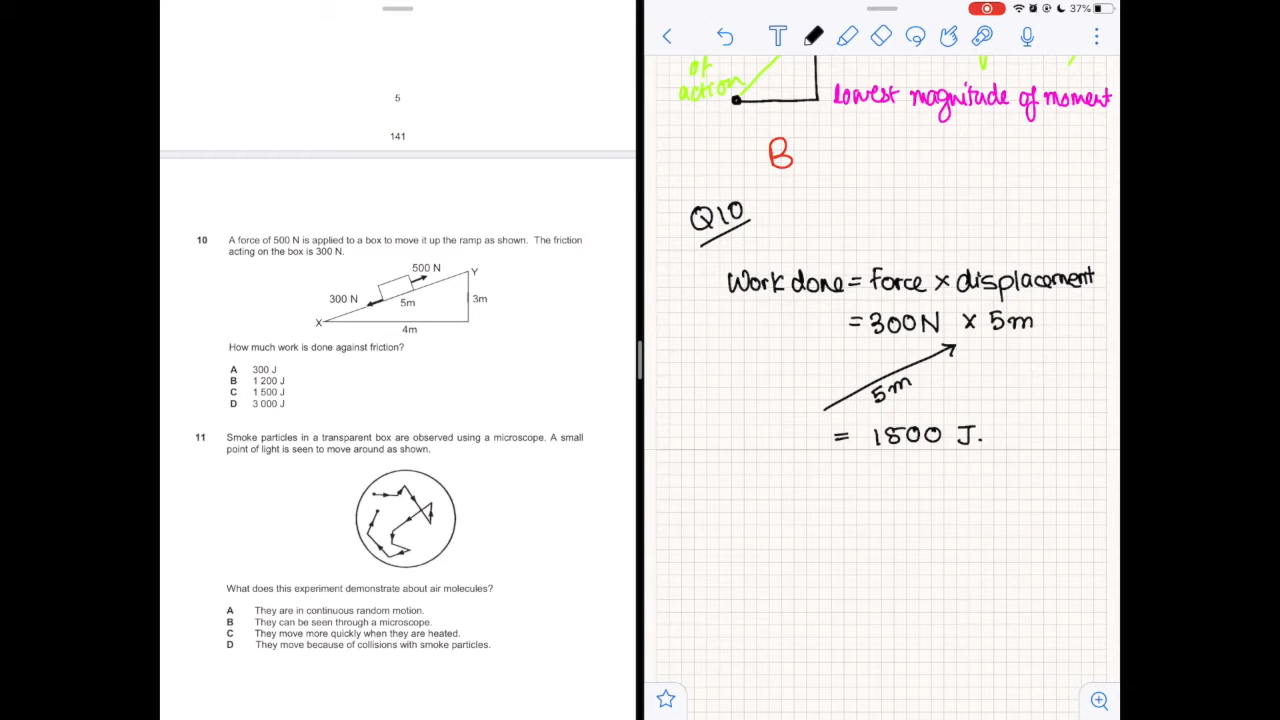 5
141
10 A force of 500 N is applied to a box to move it up the ramp as shown. The friction
acting on the box is 300 N.
500 N
Y
300 N
5m
3m
X
4m
How much work is done against friction?
A 300 J
B 1 200 J
C 1 500 J
D 3 000 J
11 Smoke particles in a transparent box are observed using a microscope. A small
point of light is seen to move around as shown.
What does this experiment demonstrate about air molecules?
A They are in continuous random motion.
B They can be seen through a microscope.
C They move more quickly when they are heated.
D They move because of collisions with smoke particles.
37%
T
of
action
lowest magnitude of moment
B
Q10
Work done = force × displacement
= 300N × 5m
5m
= 1500 J.